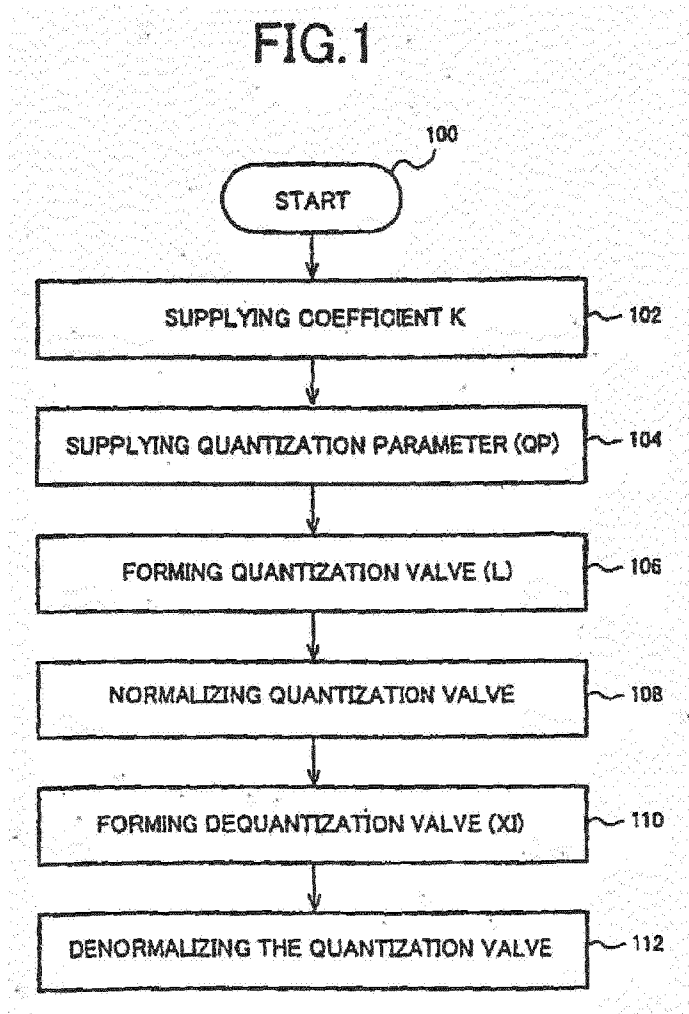 FIG.1
100
START
SUPPLYING COEFFICIENT K
102
SUPPLYING QUANTIZATION PARAMETER (QP)
104
FORMING QUANTIZATION VALVE (L)
106
NORMALIZING QUANTIZATION VALVE
108
FORMING DEQUANTIZATION VALVE (XI)
110
DENORMALIZING THE QUANTIZATION VALVE
112